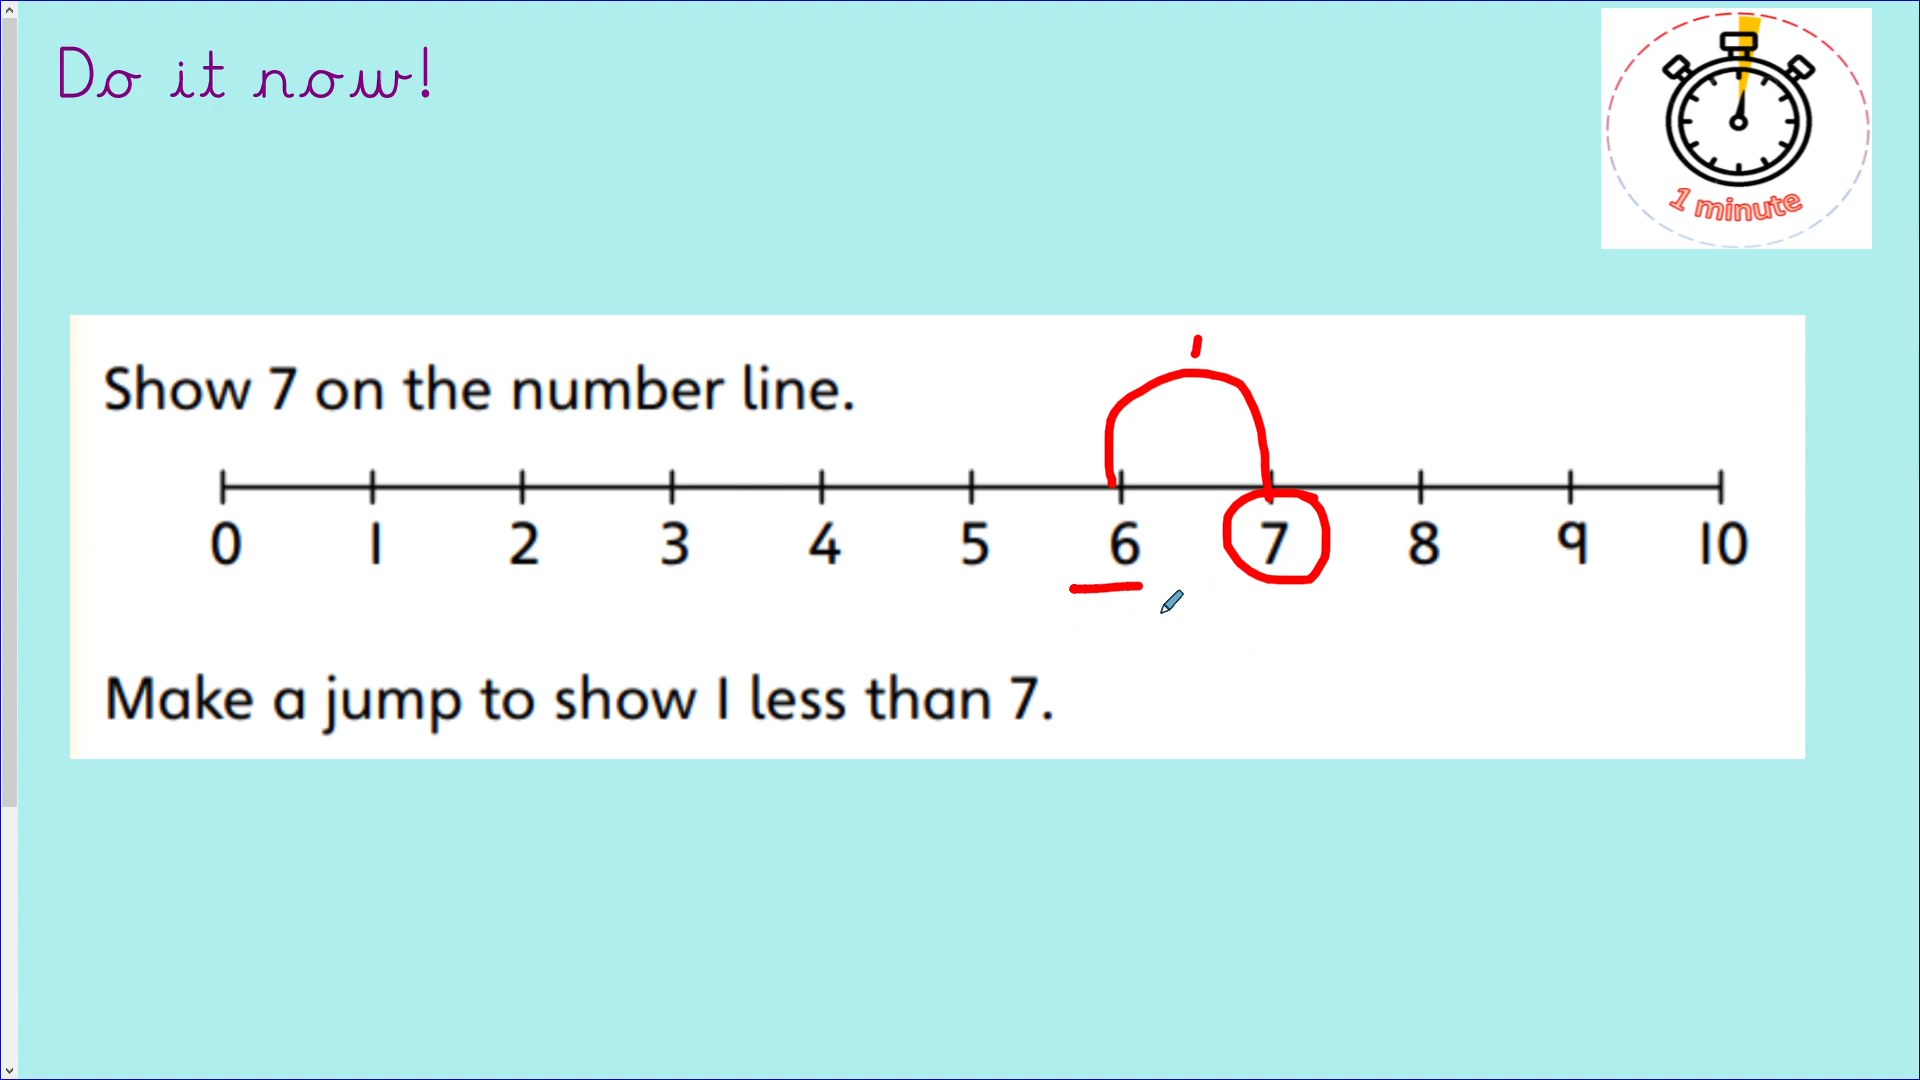 Do it now!
1 minute
Show 7 on the number line.
1
0 1 2 3 4 5 6 7 8 9 10
Make a jump to show 1 less than 7.